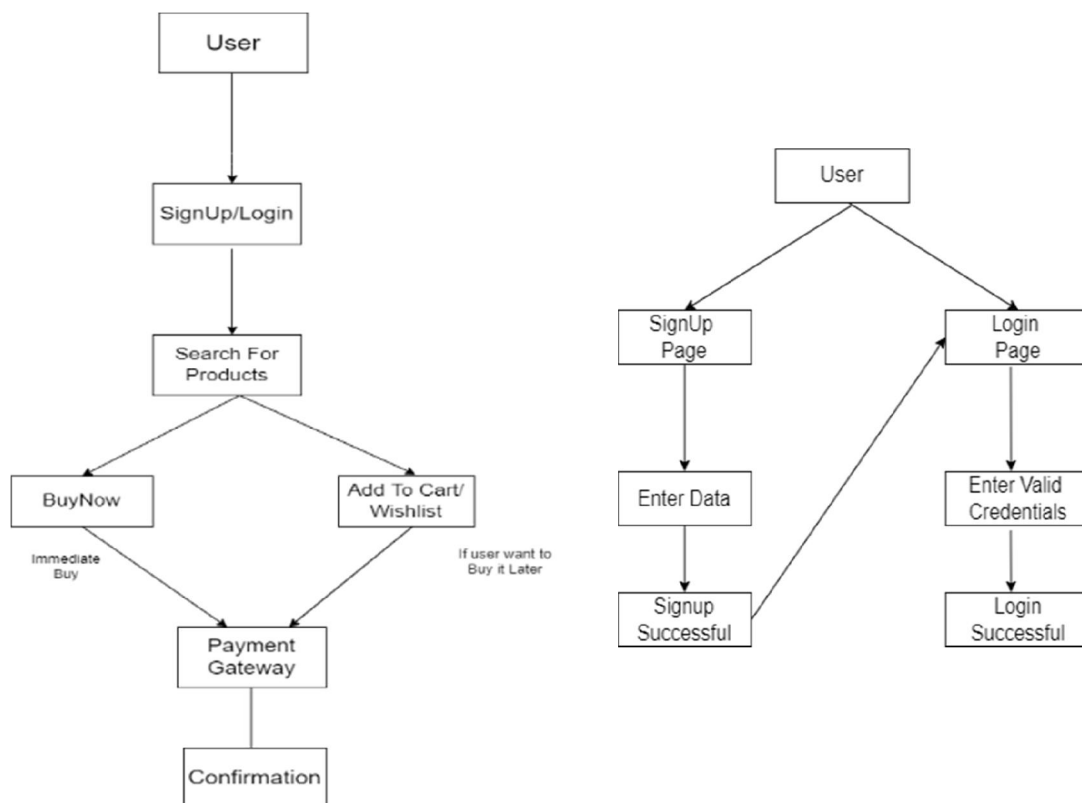 User
SignUp/Login
Search For
Products
BuyNow
Add To Cart/
Wishlist
Immediate
Buy
If user want to
Buy it Later
Payment
Gateway
Confirmation
User
SignUp
Page
Login
Page
Enter Data
Enter Valid
Credentials
Signup
Successful
Login
Successful